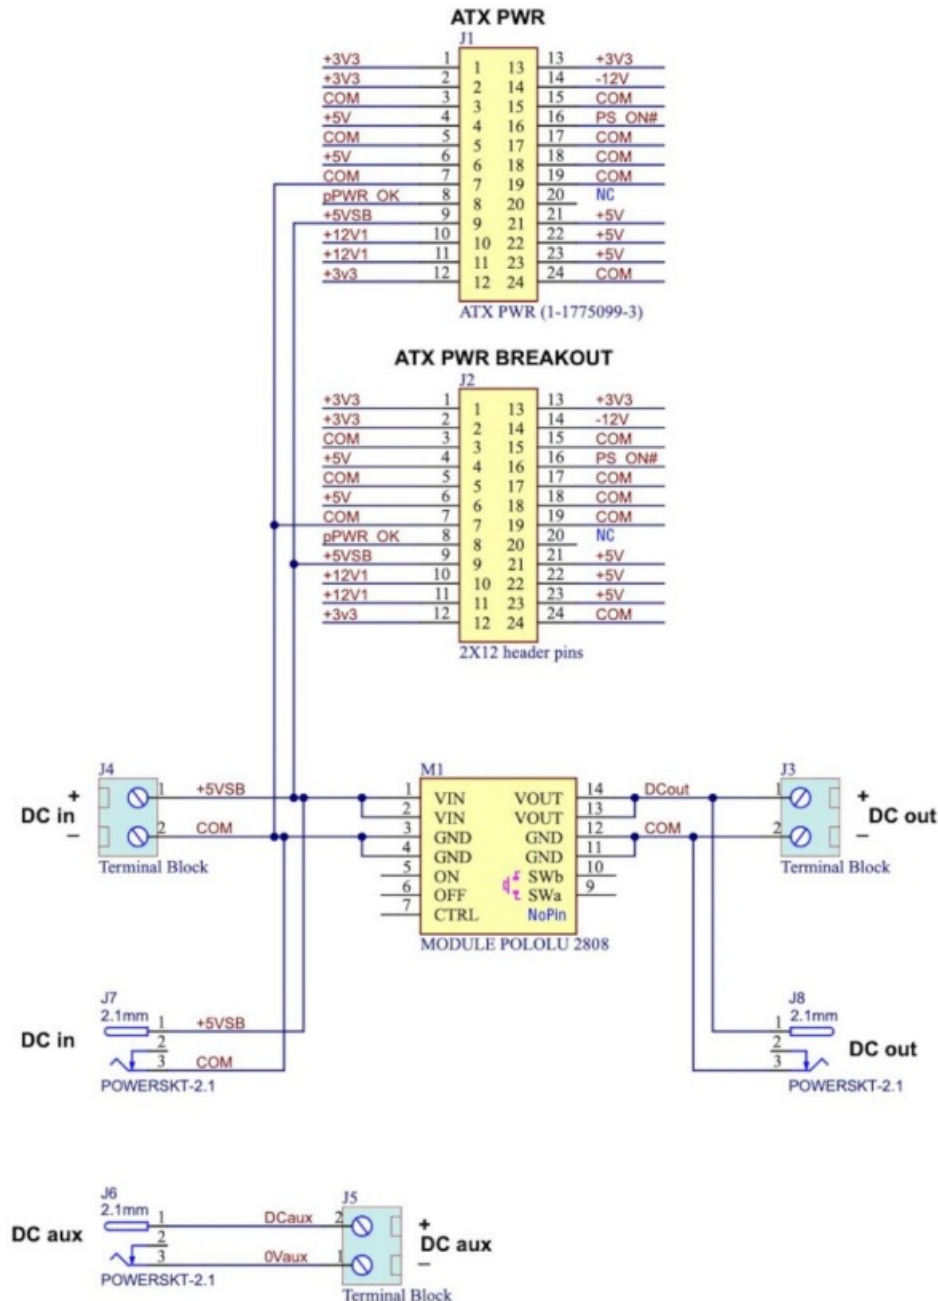 ATX PWR
J1
+3V3 1 1 13 13 +3V3
+3V3 2 2 14 14 -12V
COM 3 3 15 15 COM
+5V 4 4 16 16 PS_ON#
COM 5 5 17 17 COM
+5V 6 6 18 18 COM
COM 7 7 19 19 COM
pPWR_OK 8 8 20 20 NC
+5VSB 9 9 21 21 +5V
+12V1 10 10 22 22 +5V
+12V1 11 11 23 23 +5V
+3v3 12 12 24 24 COM
ATX PWR (1-1775099-3)
ATX PWR BREAKOUT
J2
+3V3 1 1 13 13 +3V3
+3V3 2 2 14 14 -12V
COM 3 3 15 15 COM
+5V 4 4 16 16 PS_ON#
COM 5 5 17 17 COM
+5V 6 6 18 18 COM
COM 7 7 19 19 COM
pPWR_OK 8 8 20 20 NC
+5VSB 9 9 21 21 +5V
+12V1 10 10 22 22 +5V
+12V1 11 11 23 23 +5V
+3v3 12 12 24 24 COM
2X12 header pins
J4
+
DC in
–
1 +5VSB
2 COM
Terminal Block
M1
1 VIN VOUT 14
2 VIN VOUT 13
3 GND GND 12
4 GND GND 11
5 ON SWb 10
6 OFF SWa 9
7 CTRL NoPin
MODULE POLOLU 2808
DCout
COM
J3
1
2
+
DC out
–
Terminal Block
J7
2.1mm
DC in
1 +5VSB
2
3 COM
POWERSKT-2.1
J8
2.1mm
1
2
3
DC out
POWERSKT-2.1
J6
2.1mm
DC aux
1 DCaux 2
2
3 0Vaux 1
POWERSKT-2.1
J5
+
DC aux
–
Terminal Block